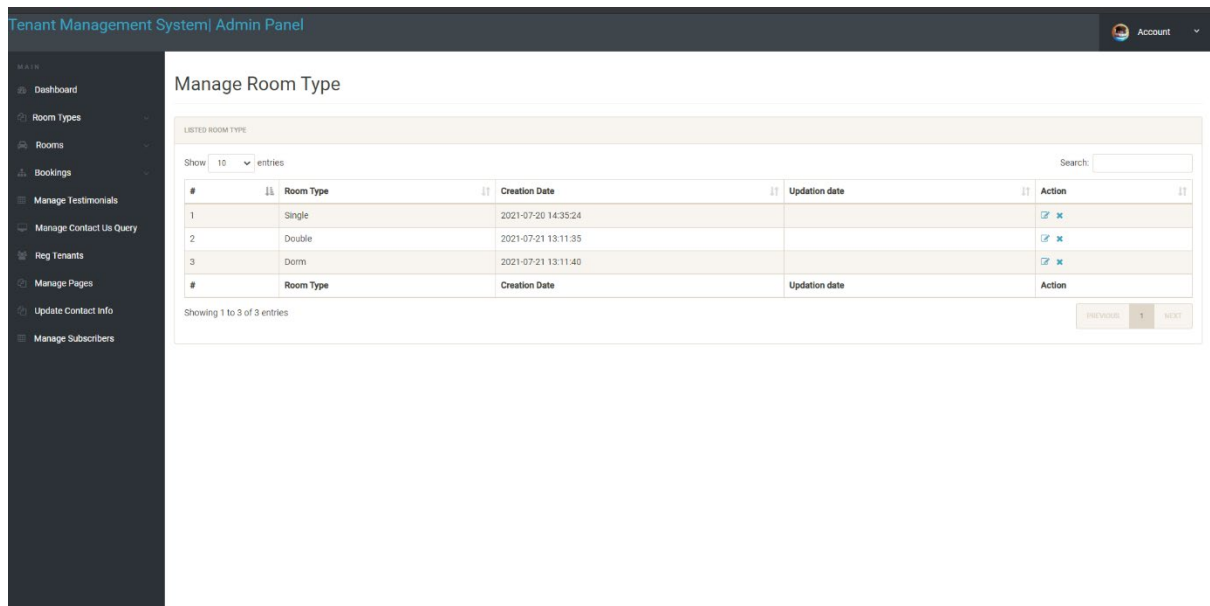 Tenant Management System| Admin Panel
Account
MAIN
Dashboard
Room Types
Rooms
Bookings
Manage Testimonials
Manage Contact Us Query
Reg Tenants
Manage Pages
Update Contact Info
Manage Subscribers
Manage Room Type
LISTED ROOM TYPE
Show 10 entries Search:
# Room Type Creation Date Updation date Action
1 Single 2021-07-20 14:35:24
2 Double 2021-07-21 13:11:35
3 Dorm 2021-07-21 13:11:40
# Room Type Creation Date Updation date Action
Showing 1 to 3 of 3 entries PREVIOUS 1 NEXT